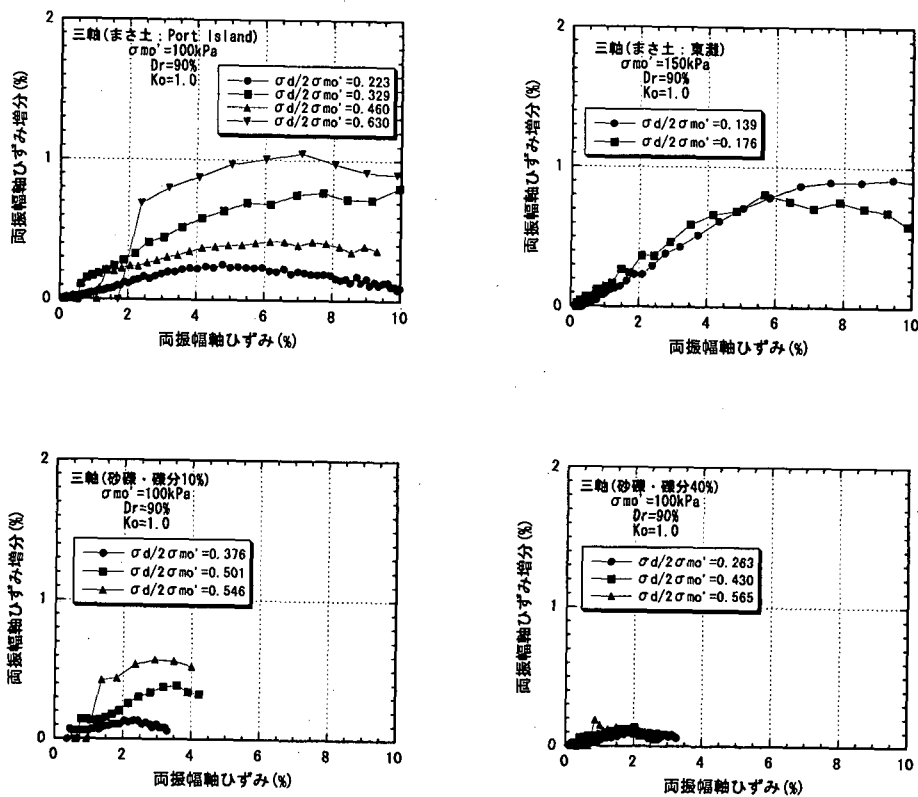 三軸(まさ土：Port Island)
σmo'=100kPa
Dr=90%
Ko=1.0
σd/2σmo'=0.223
σd/2σmo'=0.329
σd/2σmo'=0.460
σd/2σmo'=0.630
両振幅軸ひずみ増分(%)
2
1
0
0 2 4 6 8 10
両振幅軸ひずみ(%)
三軸(まさ土：東灘)
σmo'=150kPa
Dr=90%
Ko=1.0
σd/2σmo'=0.139
σd/2σmo'=0.176
両振幅軸ひずみ増分(%)
2
1
0
0 2 4 6 8 10
両振幅軸ひずみ(%)
三軸(砂礫・礫分10%)
σmo'=100kPa
Dr=90%
Ko=1.0
σd/2σmo'=0.376
σd/2σmo'=0.501
σd/2σmo'=0.546
両振幅軸ひずみ増分(%)
2
1
0
0 2 4 6 8 10
両振幅軸ひずみ(%)
三軸(砂礫・礫分40%)
σmo'=100kPa
Dr=90%
Ko=1.0
σd/2σmo'=0.263
σd/2σmo'=0.430
σd/2σmo'=0.565
両振幅軸ひずみ増分(%)
2
1
0
0 2 4 6 8 10
両振幅軸ひずみ(%)